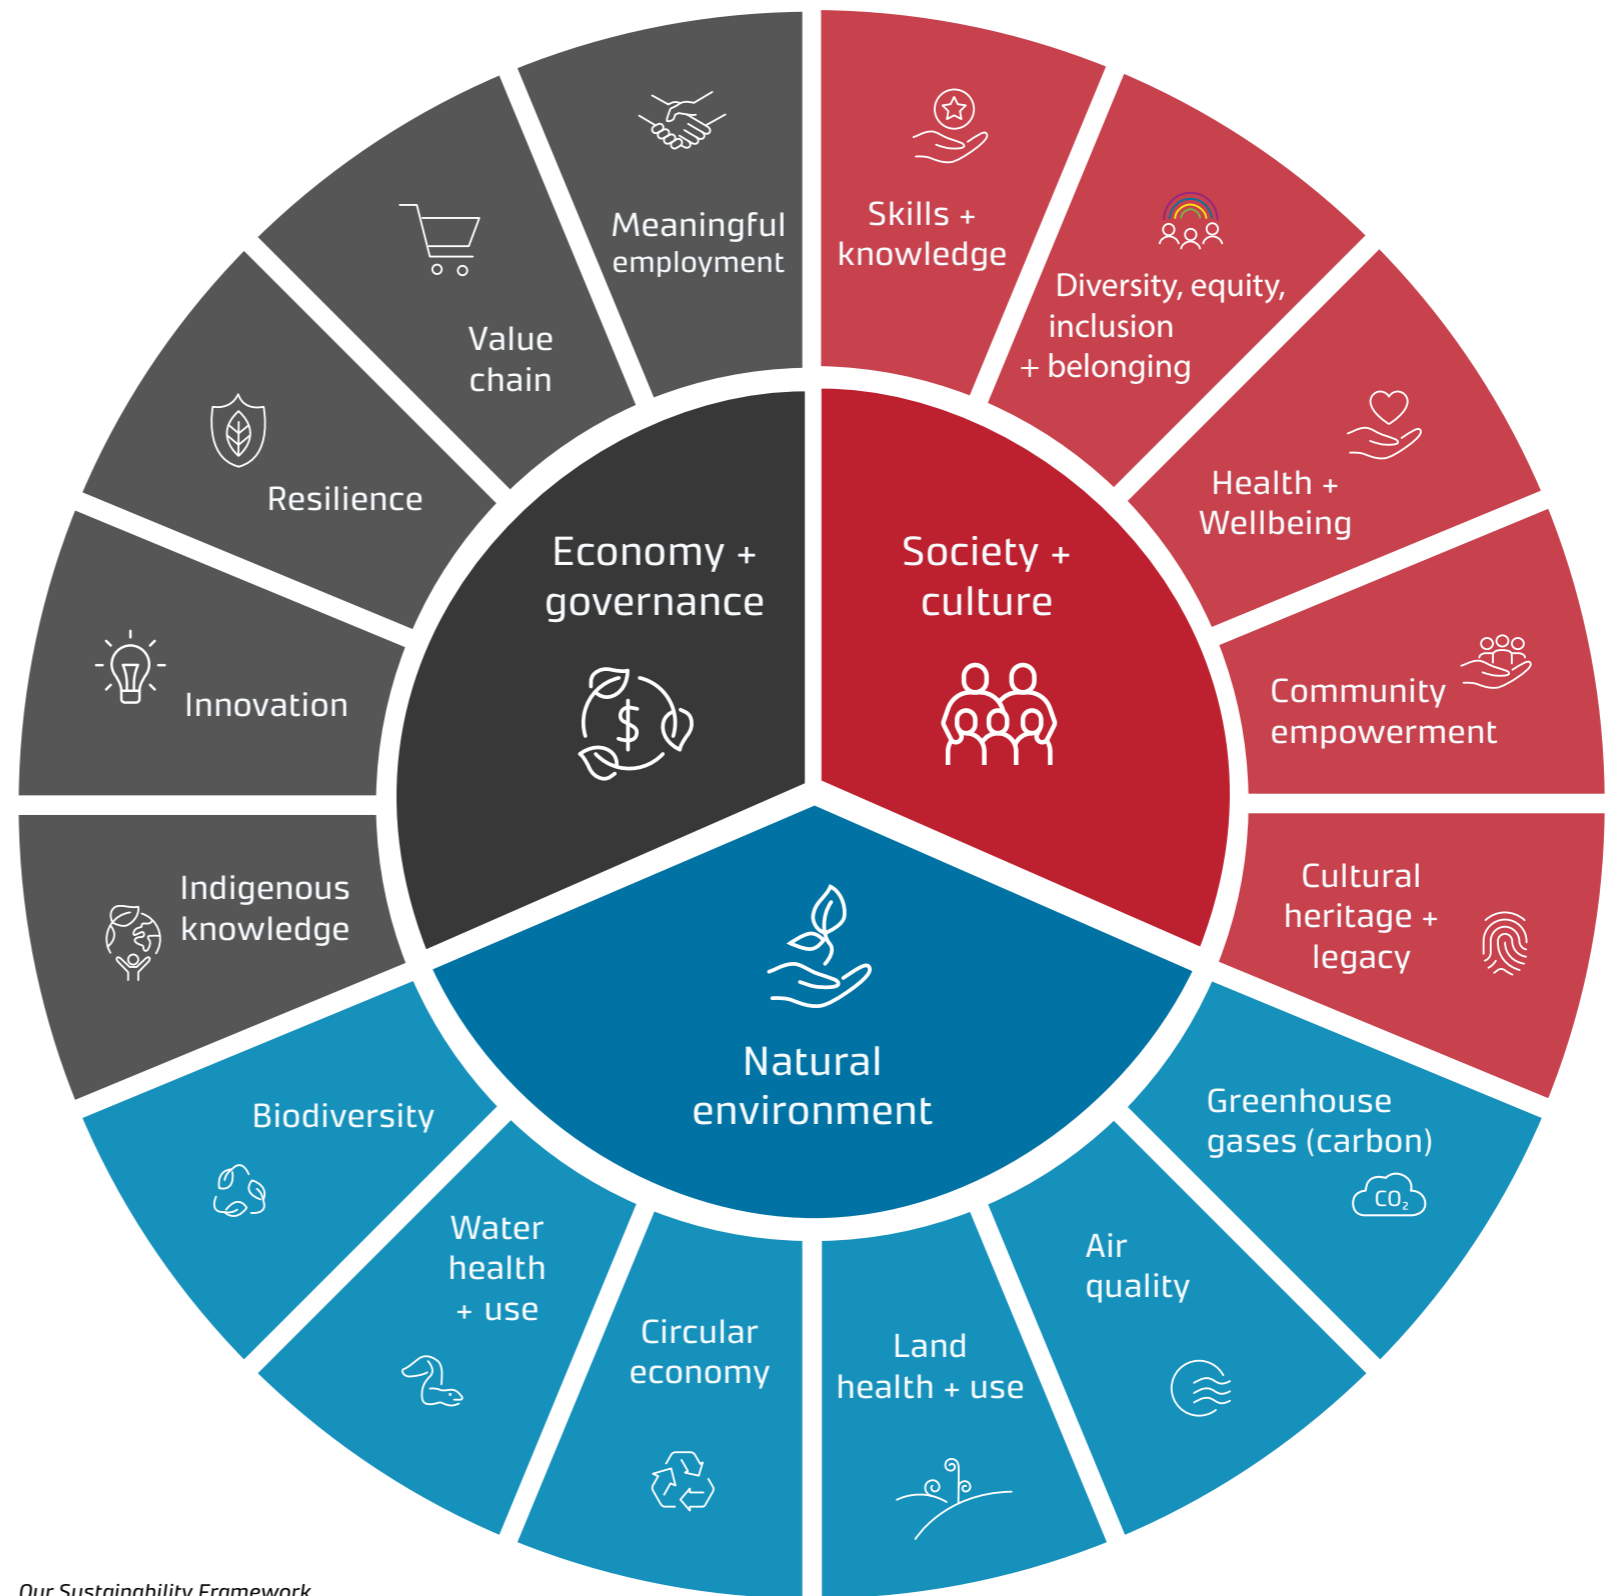 Meaningful
employment
Skills +
knowledge
Diversity, equity,
inclusion
+ belonging
Health +
Wellbeing
Community
empowerment
Cultural
heritage +
legacy
Greenhouse
gases (carbon)
CO₂
Air
quality
Land
health + use
Circular
economy
Water
health
+ use
Biodiversity
Indigenous
knowledge
Innovation
Resilience
Value
chain
Economy +
governance
$
Society +
culture
Natural
environment
Our Sustainability Framework